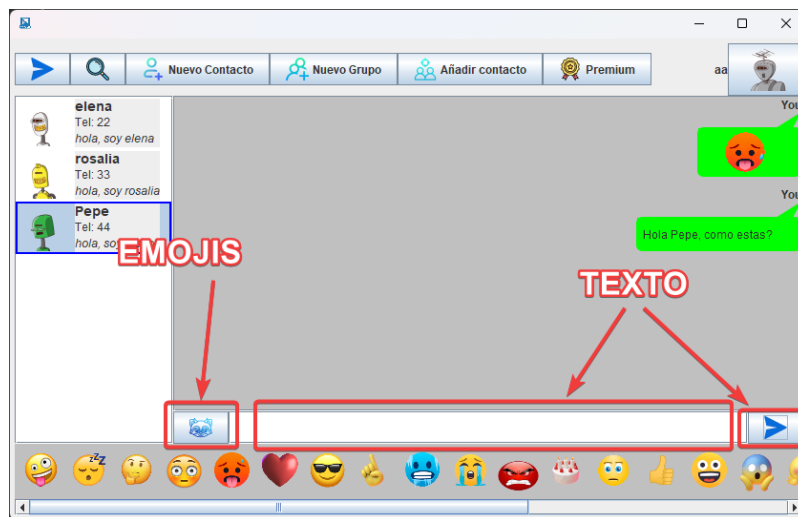 Nuevo Contacto
Nuevo Grupo
Añadir contacto
Premium
aa
elena
Tel: 22
hola, soy elena
rosalia
Tel: 33
hola, soy rosalia
Pepe
Tel: 44
hola, soy
You
You
Hola Pepe, como estas?
EMOJIS
TEXTO
zZZ